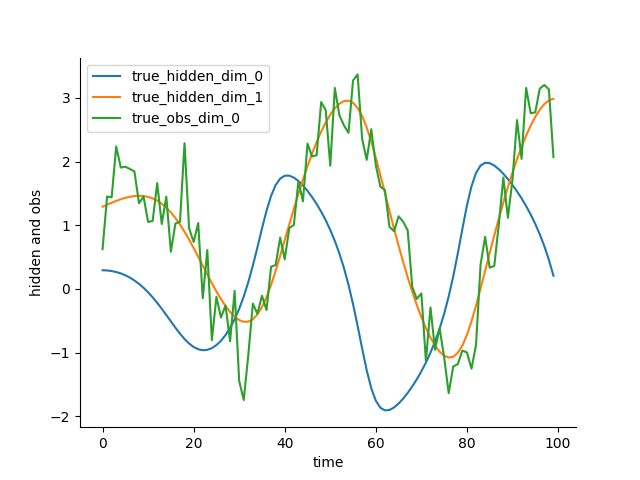 true_hidden_dim_0
true_hidden_dim_1
true_obs_dim_0
hidden and obs
3
2
1
0
−1
−2
0 20 40 60 80 100
time